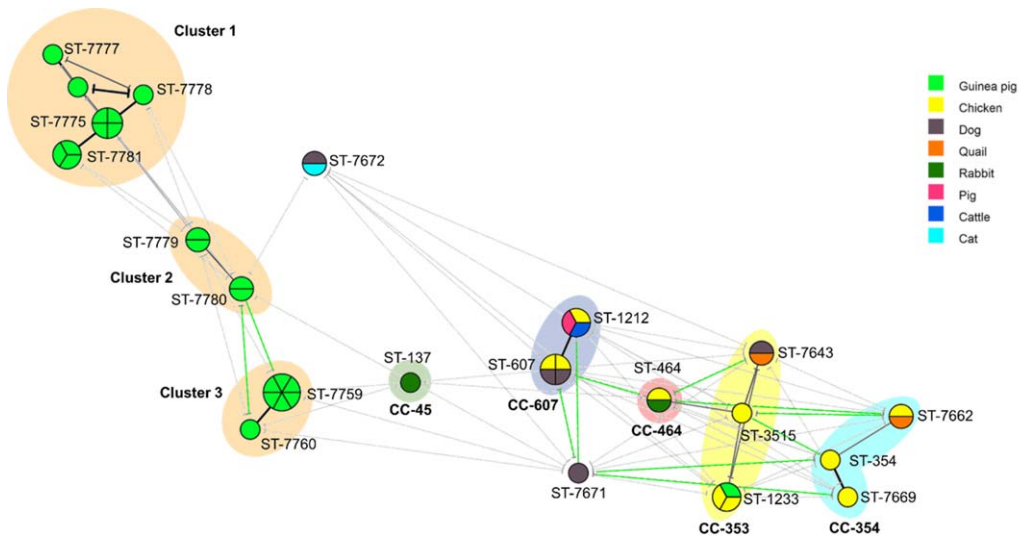 Cluster 1
ST-7777
ST-7778
ST-7775
ST-7781
ST-7672
ST-7779
Cluster 2
ST-7780
ST-1212
ST-137
ST-607
ST-464
ST-7643
Cluster 3
ST-7759
CC-45
CC-607
CC-464
ST-3515
ST-7662
ST-7760
ST-354
ST-7671
ST-1233
ST-7669
CC-353
CC-354
Guinea pig
Chicken
Dog
Quail
Rabbit
Pig
Cattle
Cat